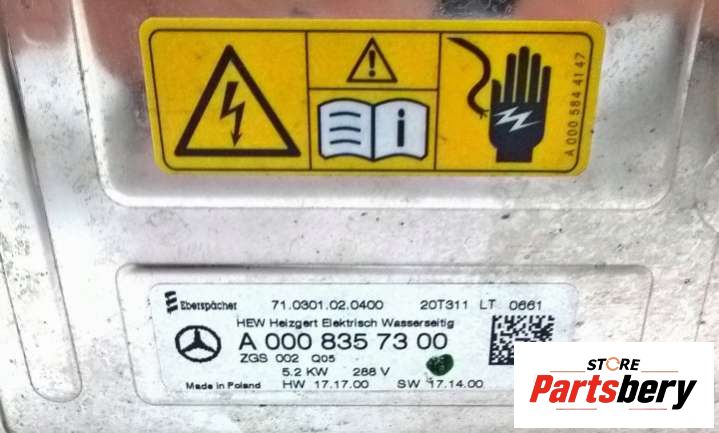 A 000 584 41 47
Eberspächer 71.0301.02.0400 20T311 LT 0661
HEW Heizgert Elektrisch Wasserseitig
A 000 835 73 00
ZGS 002 Q05
5.2 KW 288 V
Made in Poland HW 17.17.00 SW 17.14.00
STORE
Partsbery